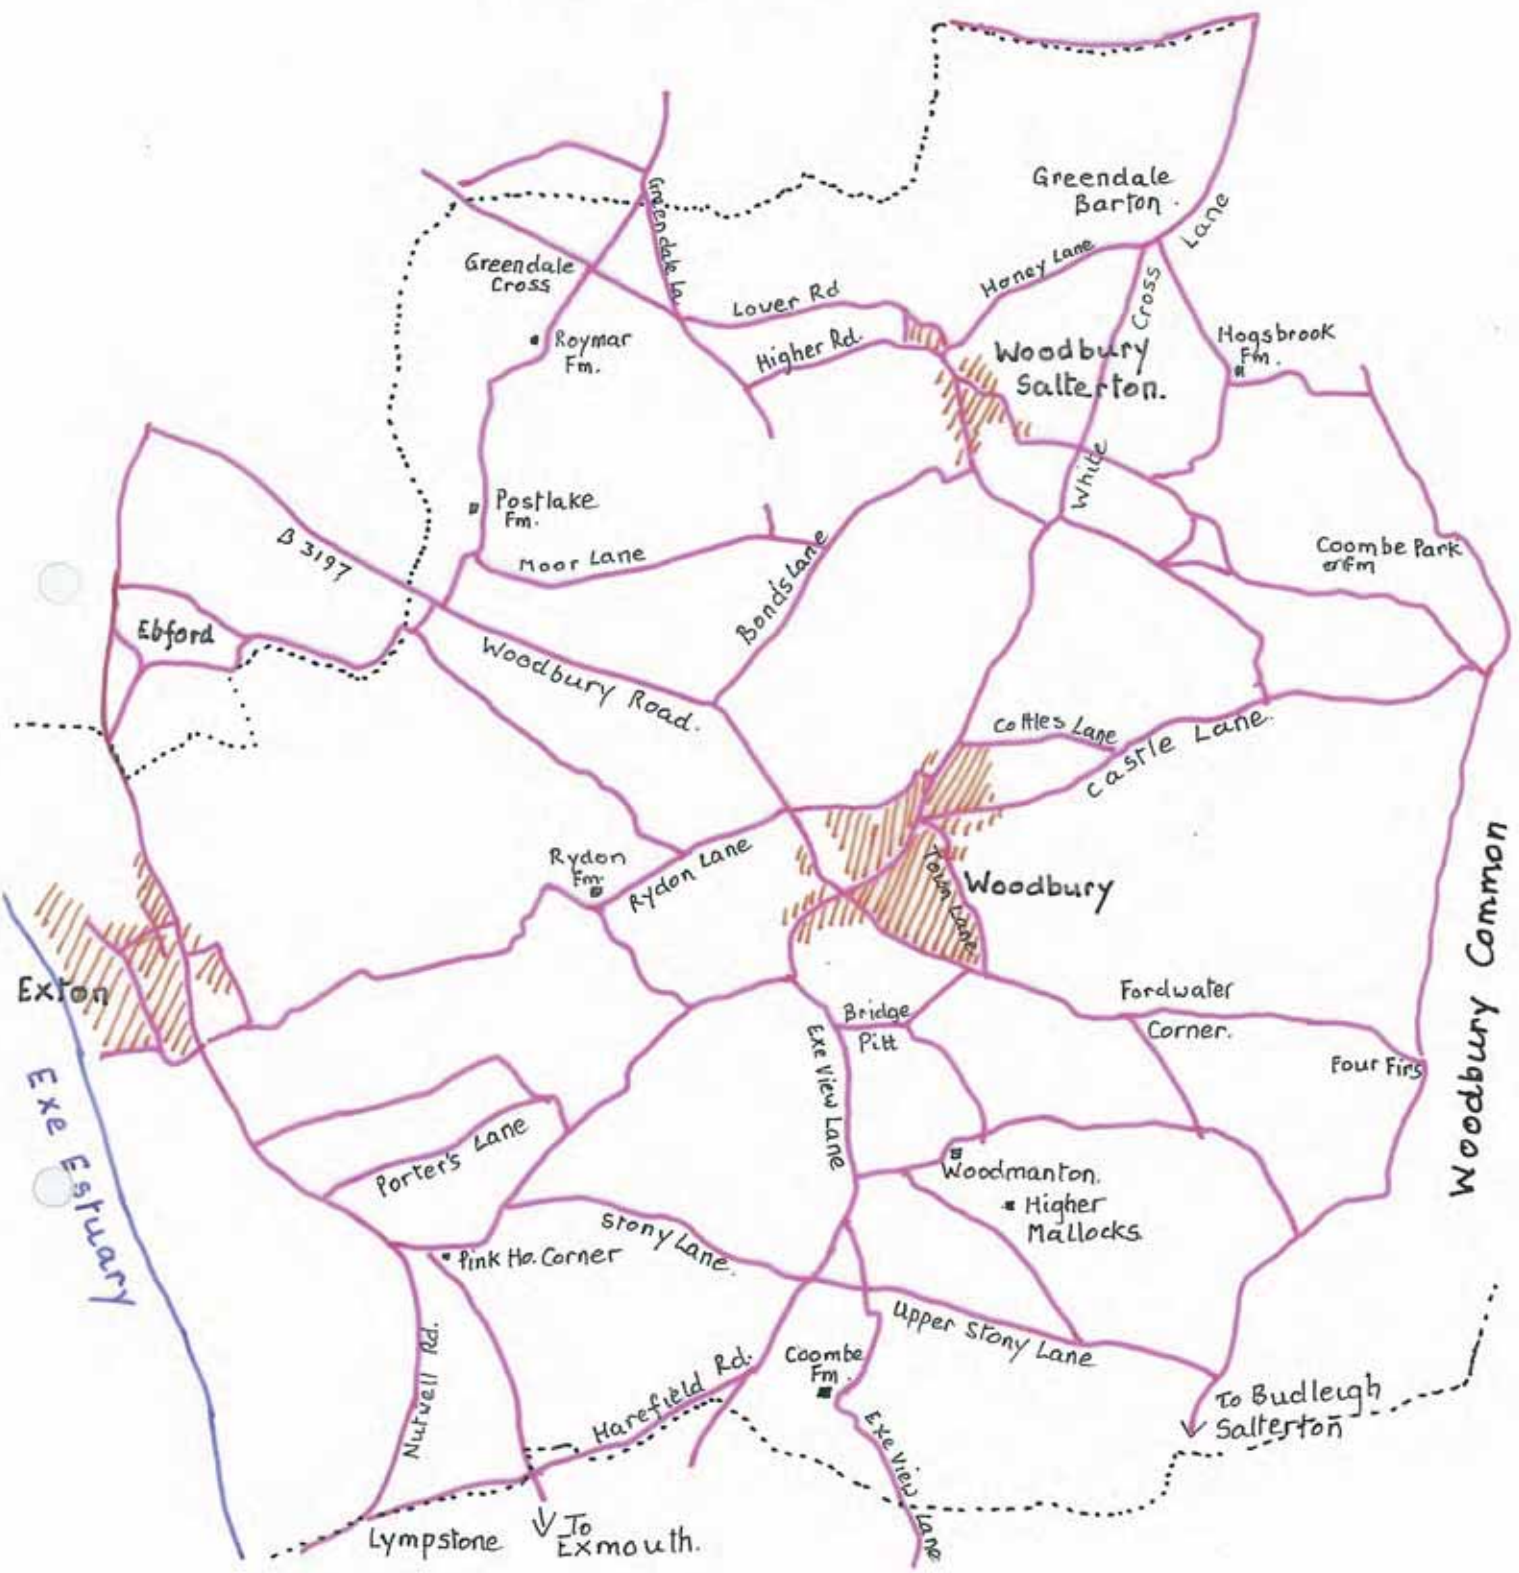 Greendale
Barton
Lane
Greendale La.
Honey Lane
Greendale
Cross
Cross
Lower Rd
Roymar
Fm.
Higher Rd.
Woodbury
Salterton.
Hogsbrook
Fm.
White
Postlake
Fm.
B 3197
Moor Lane
Coombe Park
Fm
Bond's Lane
Ebford
Woodbury Road.
Cottles Lane
Castle Lane.
Rydon
Fm.
Rydon Lane
Town Lane
Woodbury
Woodbury Common
Exton
Fordwater
Corner.
Bridge
Pitt
Four Firs
Exe View Lane
Exe Estuary
Porter's Lane
Woodmanton.
Higher
Mallocks.
Stony Lane.
Pink Ho. Corner
Upper Stony Lane
Nutwell Rd.
Coombe
Fm.
Harefield Rd.
To Budleigh
Salterton
Exe View Lane
Lympstone
To
Exmouth.